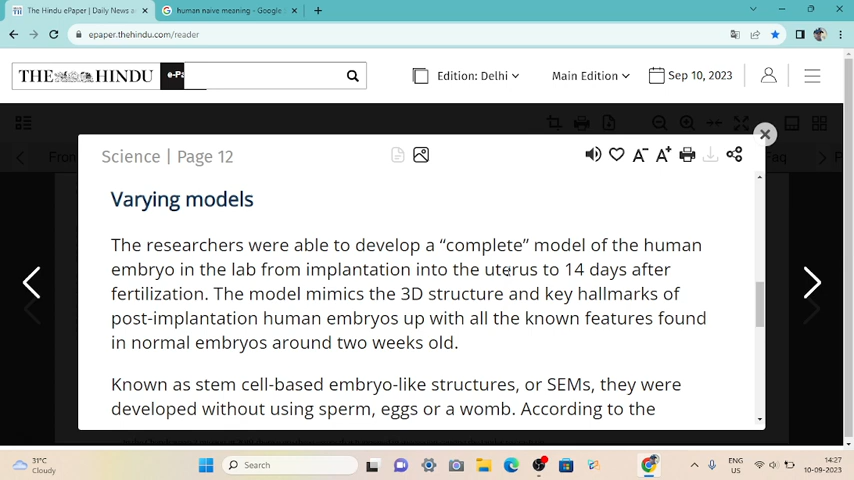 The Hindu ePaper | Daily News a
human naive meaning - Google
epaper.thehindu.com/reader
THE HINDU e-Pa
Edition: Delhi
Main Edition
Sep 10, 2023
Science | Page 12
A- A+
Varying models
The researchers were able to develop a “complete” model of the human
embryo in the lab from implantation into the uterus to 14 days after
fertilization. The model mimics the 3D structure and key hallmarks of
post-implantation human embryos up with all the known features found
in normal embryos around two weeks old.
Known as stem cell-based embryo-like structures, or SEMs, they were
developed without using sperm, eggs or a womb. According to the
31°C
Cloudy
Search
ENG
US
14:27
10-09-2023